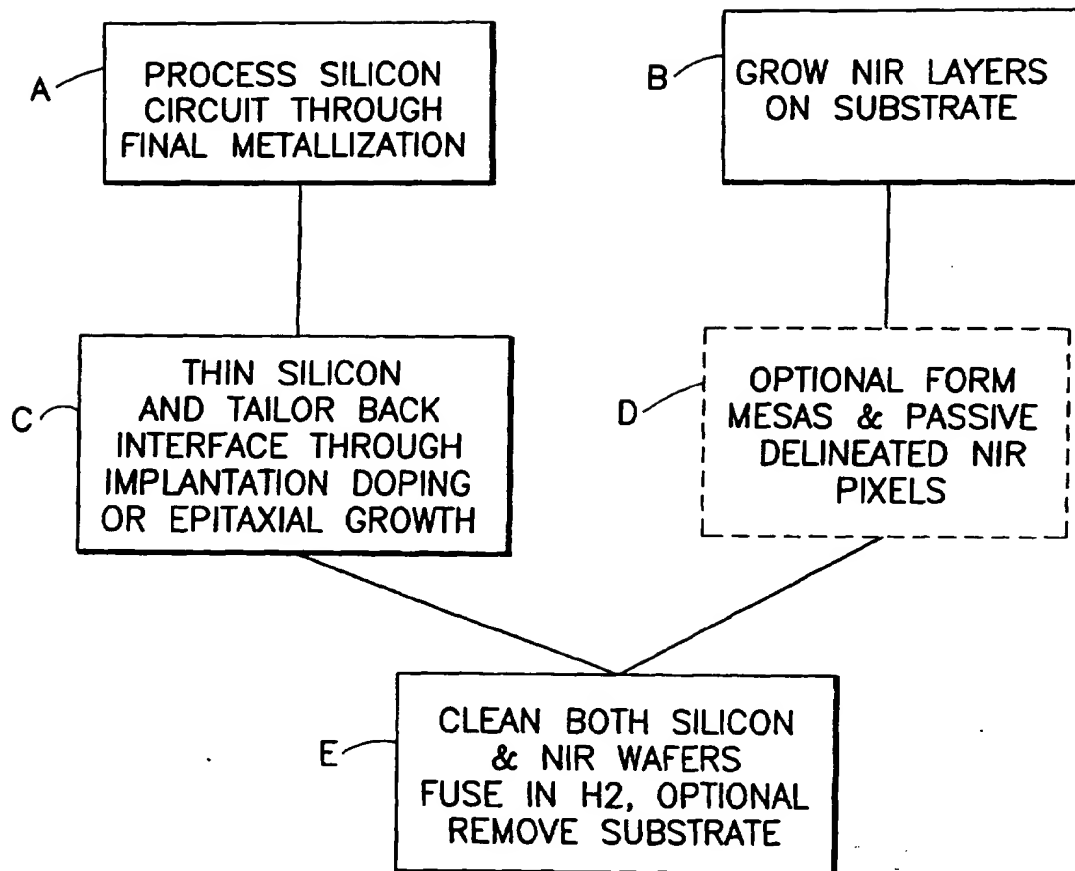 A
PROCESS SILICON
CIRCUIT THROUGH
FINAL METALLIZATION
B
GROW NIR LAYERS
ON SUBSTRATE
C
THIN SILICON
AND TAILOR BACK
INTERFACE THROUGH
IMPLANTATION DOPING
OR EPITAXIAL GROWTH
D
OPTIONAL FORM
MESAS & PASSIVE
DELINEATED NIR
PIXELS
E
CLEAN BOTH SILICON
& NIR WAFERS
FUSE IN H2, OPTIONAL
REMOVE SUBSTRATE